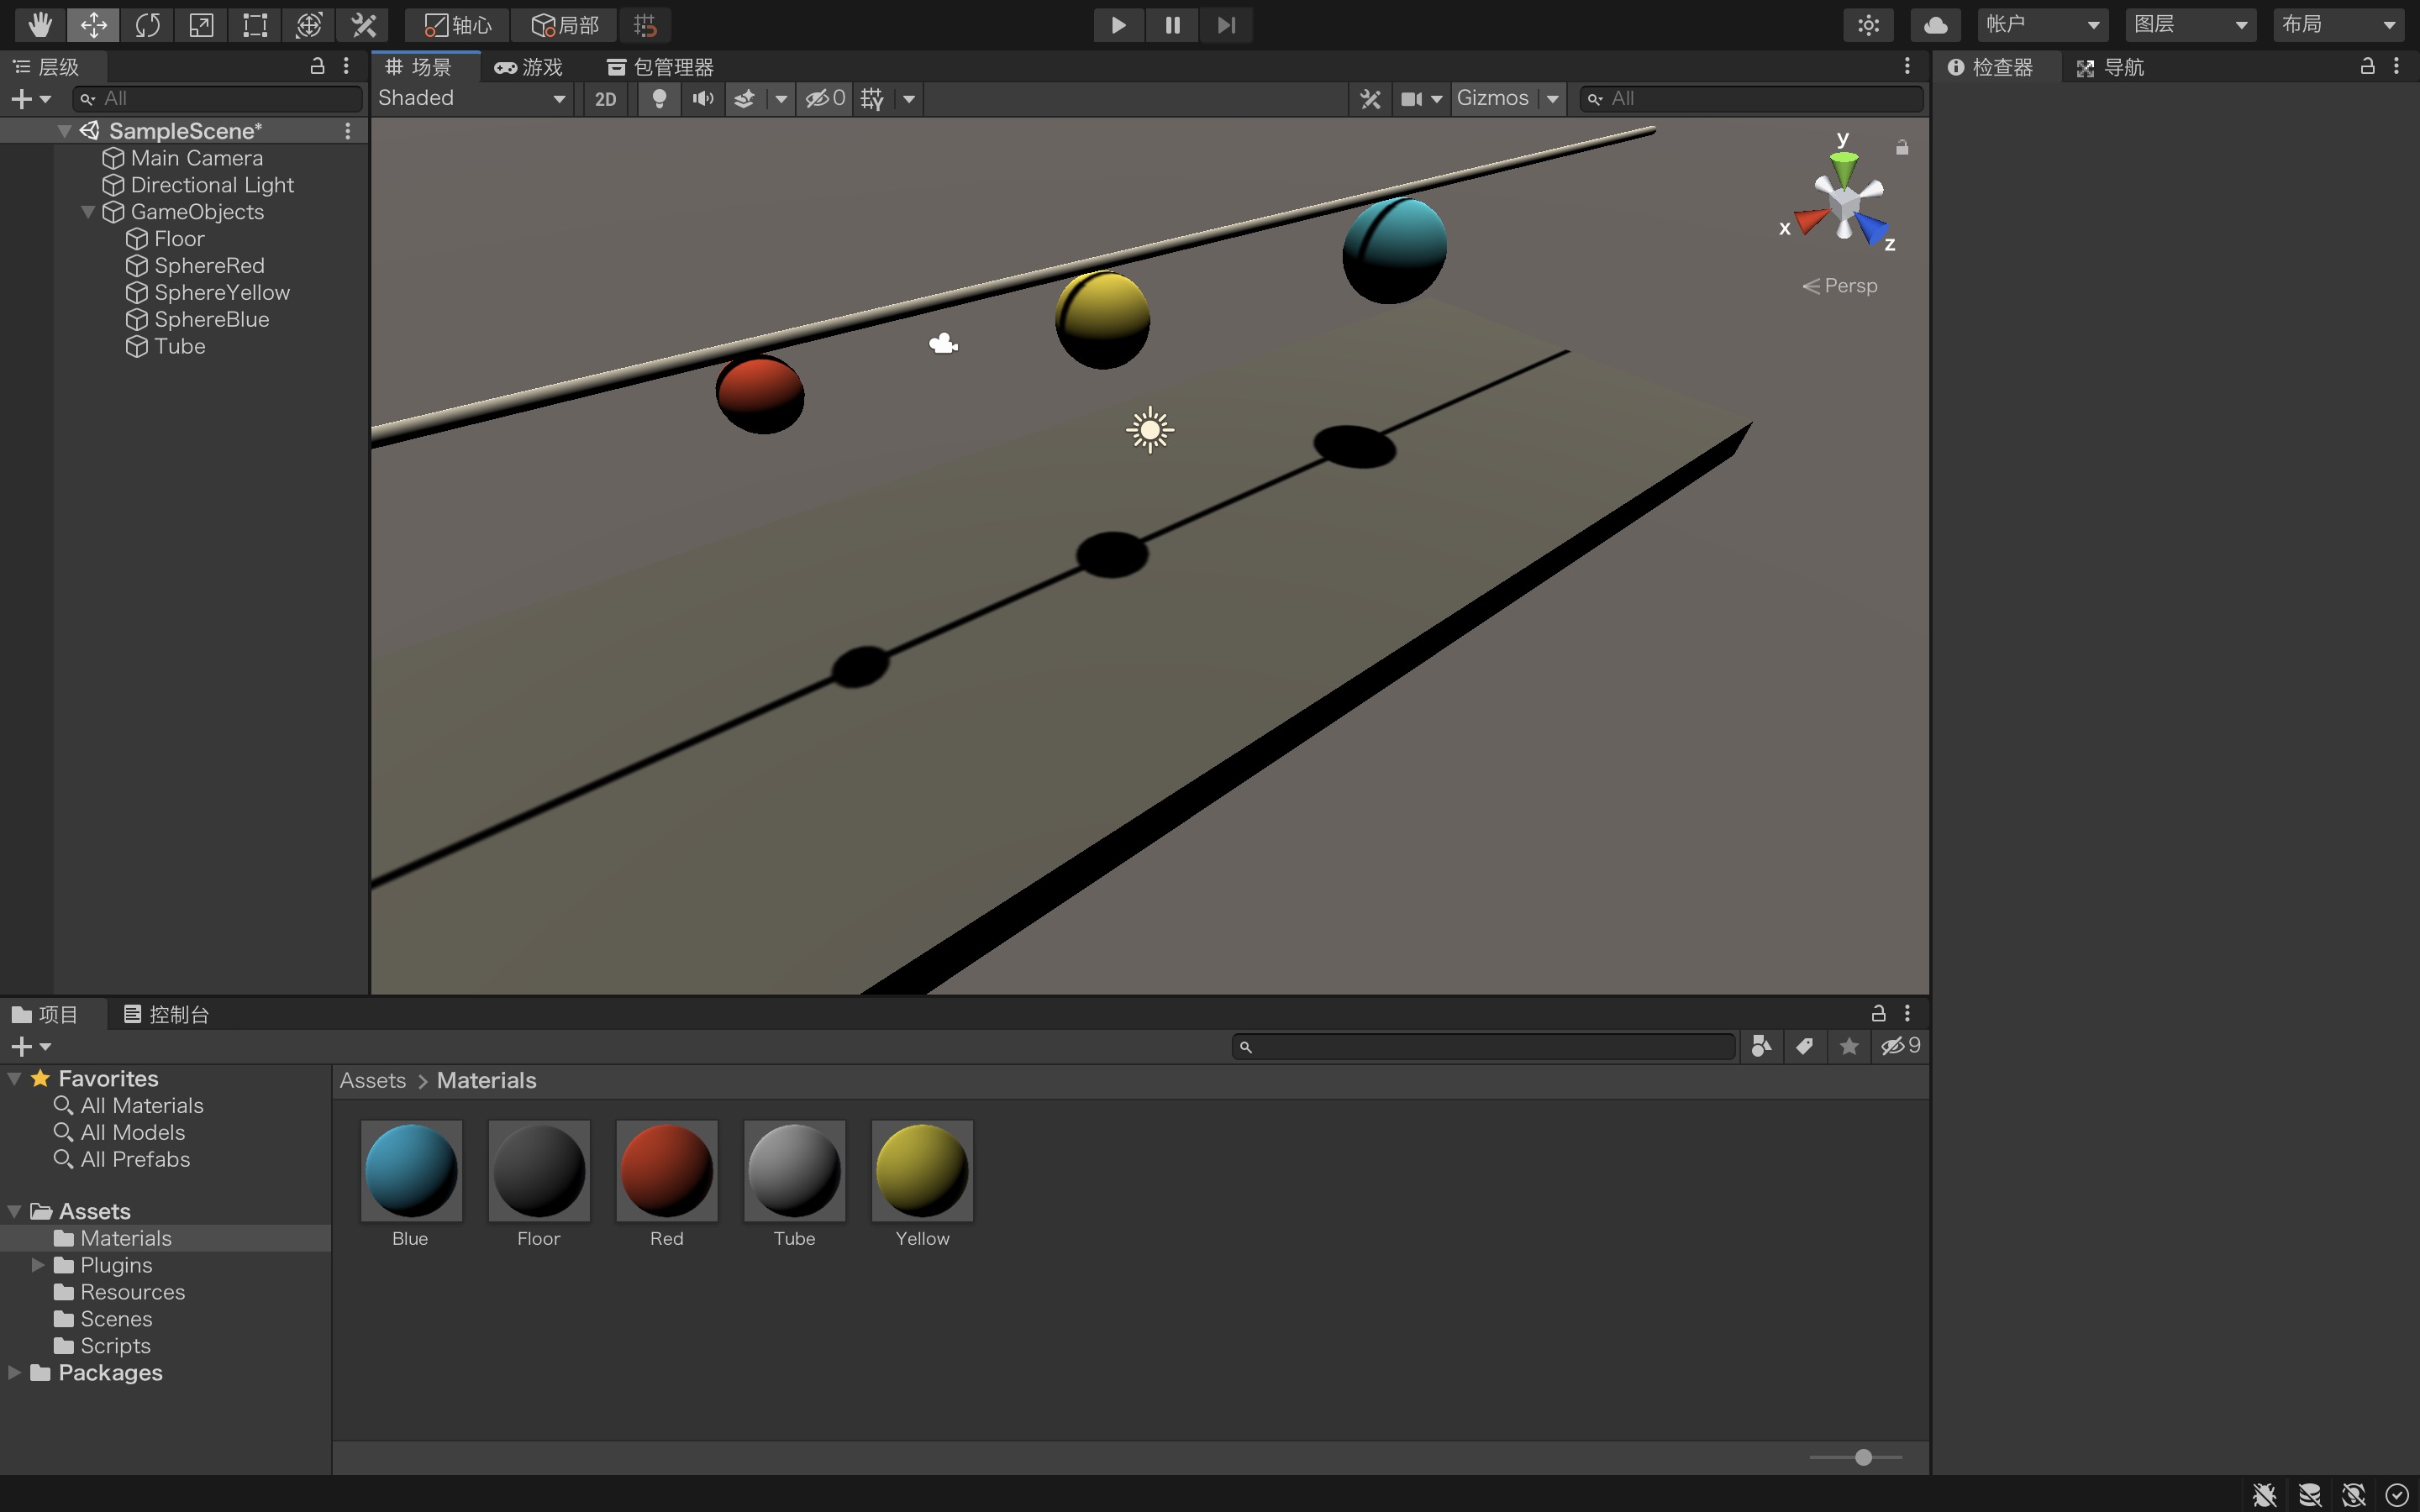 轴心 局部 帐户 图层 布局
层级 场景 游戏 包管理器 检查器 导航
All Shaded 2D 0 Gizmos All
SampleScene*
Main Camera
Directional Light
GameObjects
Floor
SphereRed
SphereYellow
SphereBlue
Tube
y
x
z
Persp
项目 控制台
9
Favorites
All Materials
All Models
All Prefabs
Assets
Materials
Plugins
Resources
Scenes
Scripts
Packages
Assets > Materials
Blue Floor Red Tube Yellow